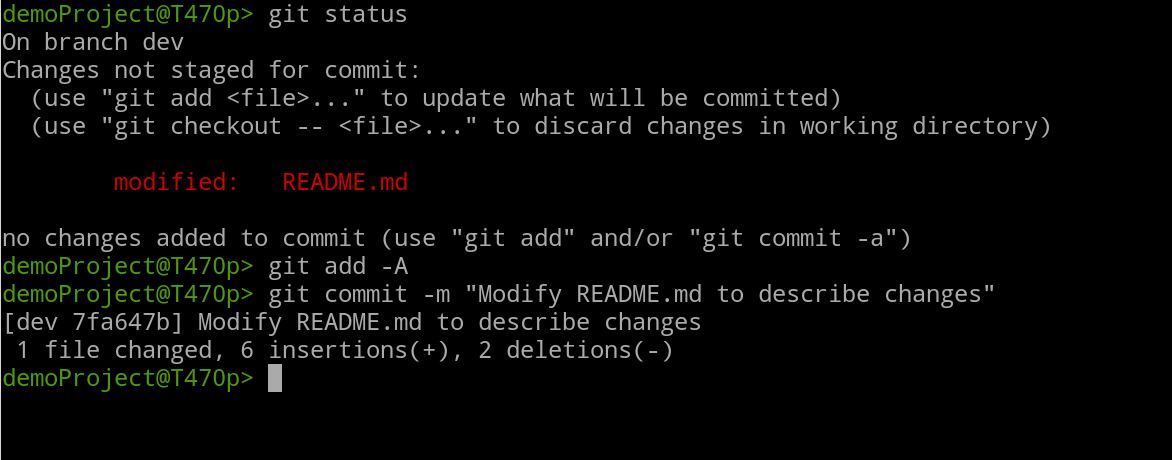 demoProject@T470p> git status
On branch dev
Changes not staged for commit:
  (use "git add <file>..." to update what will be committed)
  (use "git checkout -- <file>..." to discard changes in working directory)
        modified:   README.md
no changes added to commit (use "git add" and/or "git commit -a")
demoProject@T470p> git add -A
demoProject@T470p> git commit -m "Modify README.md to describe changes"
[dev 7fa647b] Modify README.md to describe changes
 1 file changed, 6 insertions(+), 2 deletions(-)
demoProject@T470p>